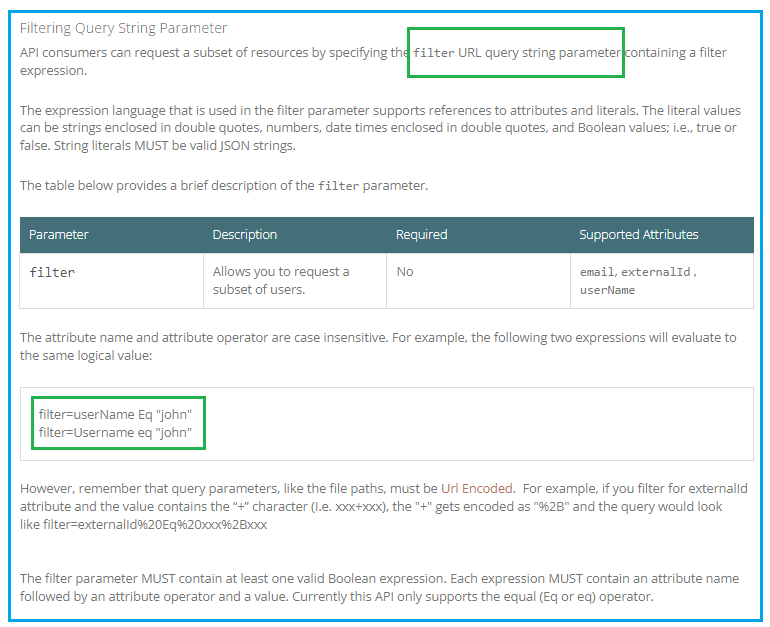 Filtering Query String Parameter
API consumers can request a subset of resources by specifying the filter URL query string parameter containing a filter
expression.
The expression language that is used in the filter parameter supports references to attributes and literals. The literal values
can be strings enclosed in double quotes, numbers, date times enclosed in double quotes, and Boolean values; i.e., true or
false. String literals MUST be valid JSON strings.
The table below provides a brief description of the filter parameter.
Parameter Description Required Supported Attributes
filter Allows you to request a No email, externalId ,
subset of users. userName
The attribute name and attribute operator are case insensitive. For example, the following two expressions will evaluate to
the same logical value:
filter=userName Eq "john"
filter=Username eq "john"
However, remember that query parameters, like the file paths, must be Url Encoded. For example, if you filter for externalId
attribute and the value contains the “+” character (I.e. xxx+xxx), the "+" gets encoded as "%2B" and the query would look
like filter=externalId%20Eq%20xxx%2Bxxx
The filter parameter MUST contain at least one valid Boolean expression. Each expression MUST contain an attribute name
followed by an attribute operator and a value. Currently this API only supports the equal (Eq or eq) operator.